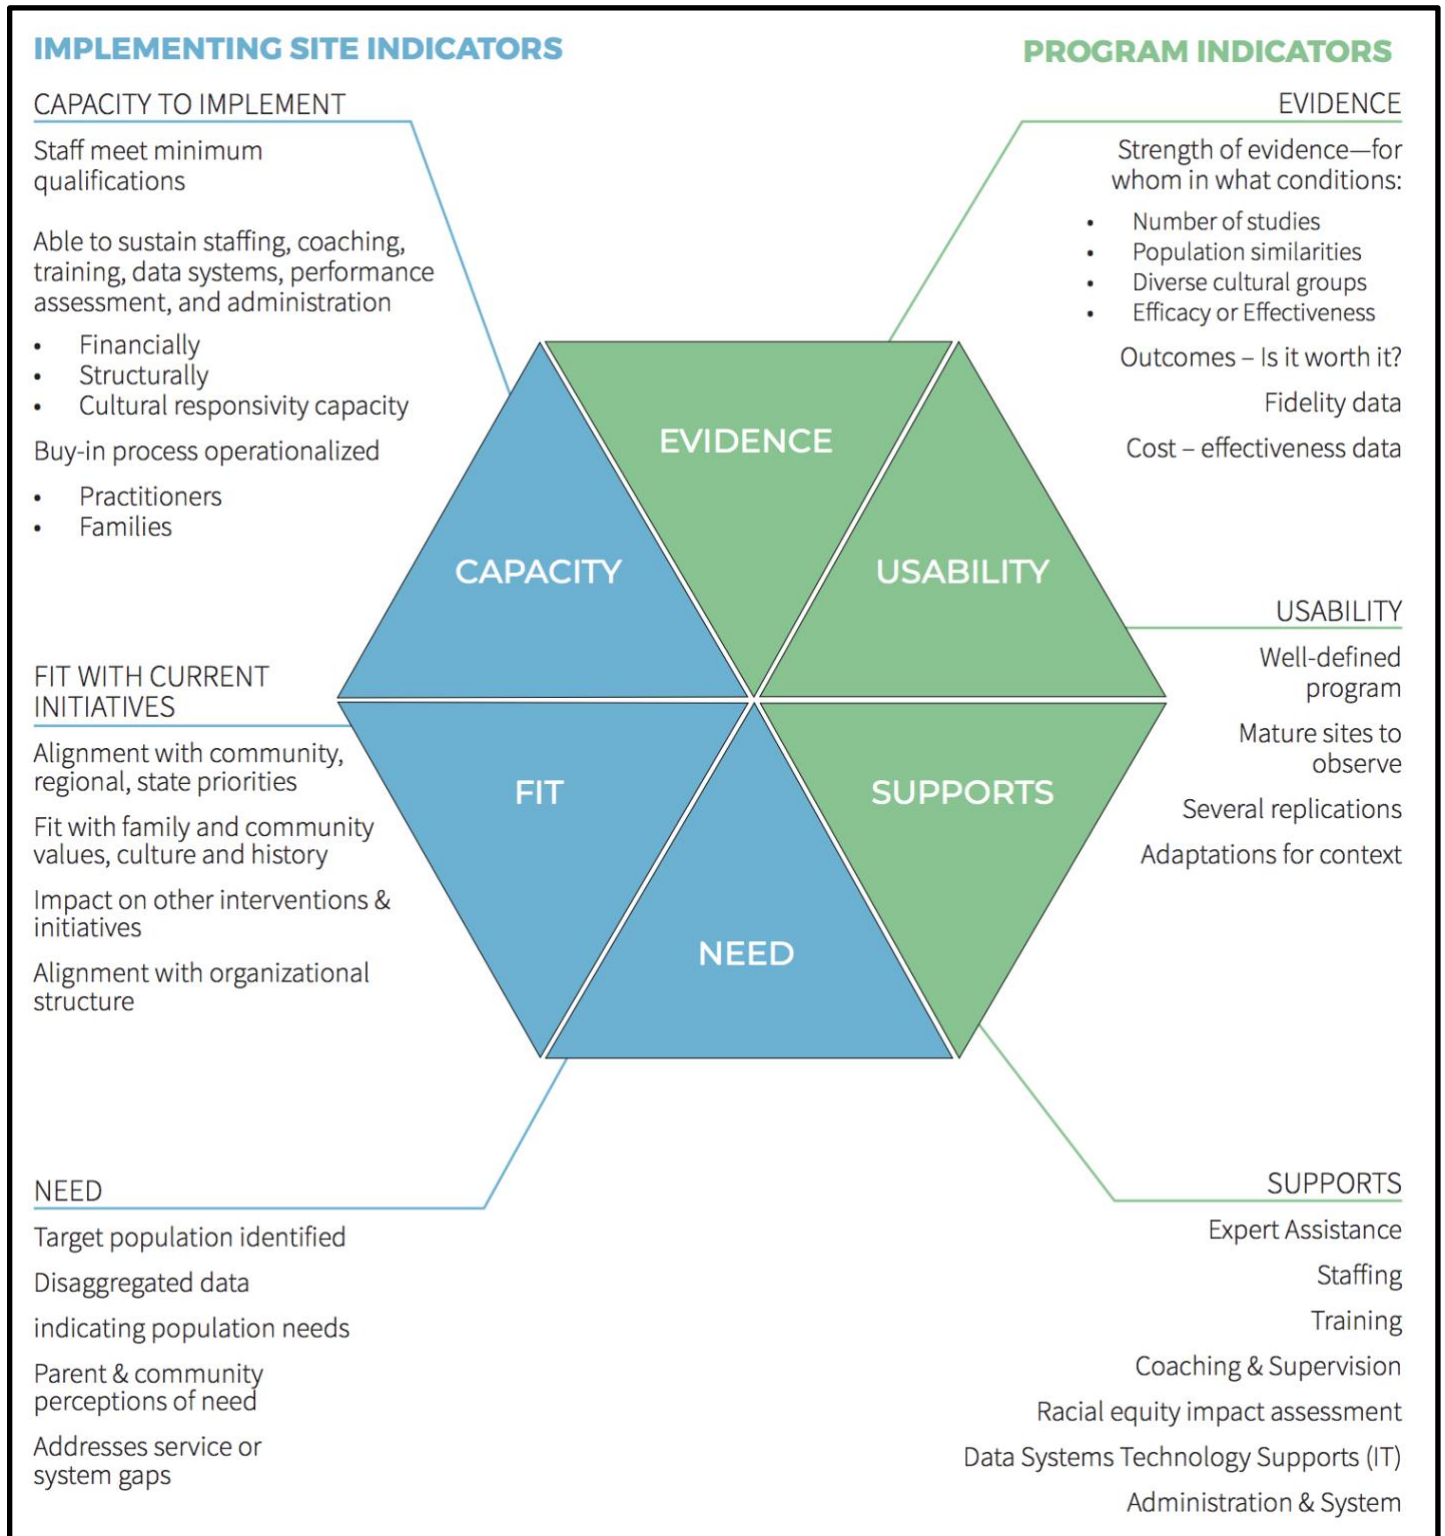 IMPLEMENTING SITE INDICATORS
CAPACITY TO IMPLEMENT
Staff meet minimum
qualifications
Able to sustain staffing, coaching,
training, data systems, performance
assessment, and administration
• Financially
• Structurally
• Cultural responsivity capacity
Buy-in process operationalized
• Practitioners
• Families
FIT WITH CURRENT
INITIATIVES
Alignment with community,
regional, state priorities
Fit with family and community
values, culture and history
Impact on other interventions &
initiatives
Alignment with organizational
structure
NEED
Target population identified
Disaggregated data
indicating population needs
Parent & community
perceptions of need
Addresses service or
system gaps
EVIDENCE
CAPACITY
USABILITY
FIT
SUPPORTS
NEED
PROGRAM INDICATORS
EVIDENCE
Strength of evidence—for
whom in what conditions:
• Number of studies
• Population similarities
• Diverse cultural groups
• Efficacy or Effectiveness
Outcomes – Is it worth it?
Fidelity data
Cost – effectiveness data
USABILITY
Well-defined
program
Mature sites to
observe
Several replications
Adaptations for context
SUPPORTS
Expert Assistance
Staffing
Training
Coaching & Supervision
Racial equity impact assessment
Data Systems Technology Supports (IT)
Administration & System